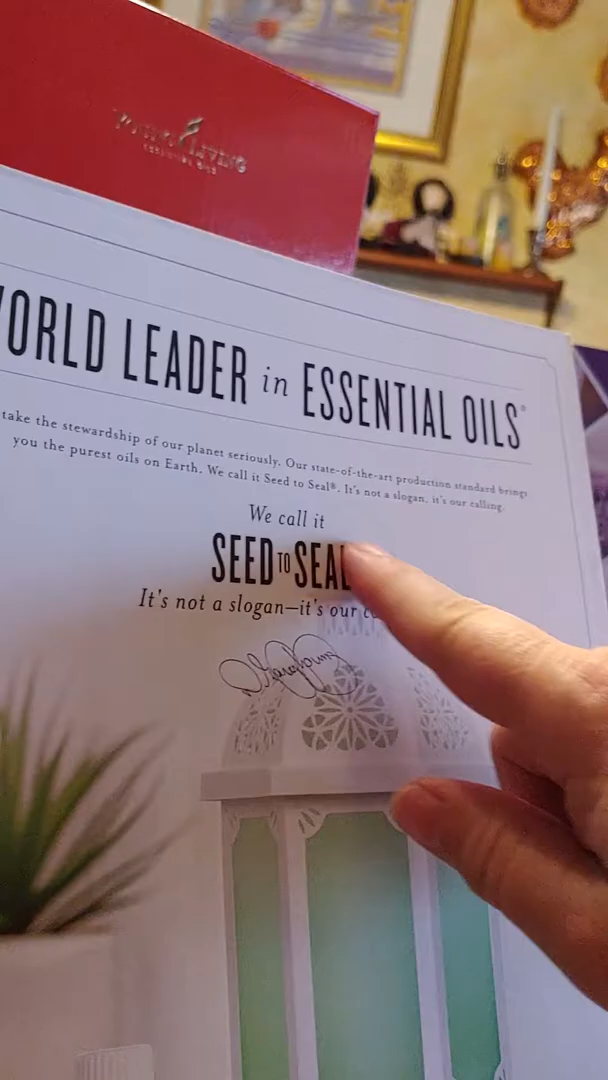 YOUNG LIVING
ESSENTIAL OILS
WORLD LEADER in ESSENTIAL OILS®
take the stewardship of our planet seriously. Our state-of-the-art production standard brings
you the purest oils on Earth. We call it Seed to Seal®. It's not a slogan, it's our calling.
We call it
SEED TO SEAL
It's not a slogan—it's our
D. Gary Young